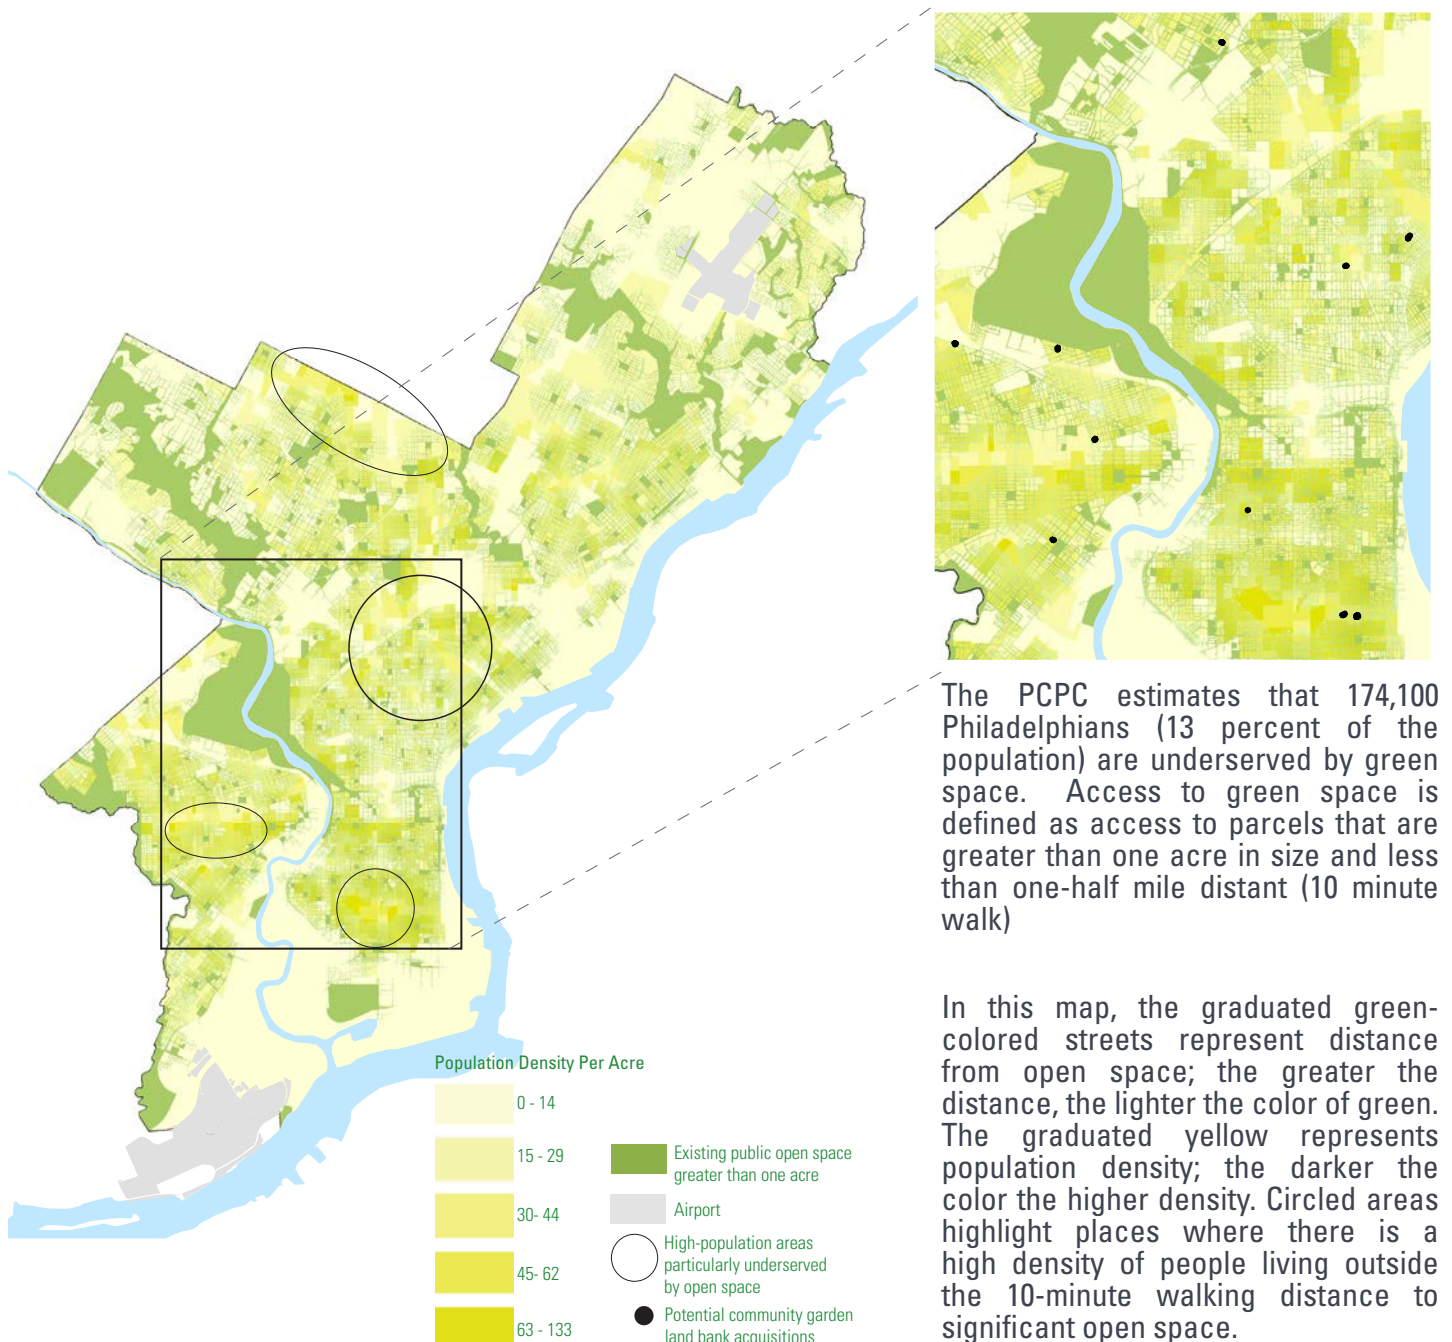 The PCPC estimates that 174,100
Philadelphians (13 percent of the
population) are underserved by green
space. Access to green space is
defined as access to parcels that are
greater than one acre in size and less
than one-half mile distant (10 minute
walk)
In this map, the graduated green-
colored streets represent distance
from open space; the greater the
distance, the lighter the color of green.
The graduated yellow represents
population density; the darker the
color the higher density. Circled areas
highlight places where there is a
high density of people living outside
the 10-minute walking distance to
significant open space.
Population Density Per Acre
0 - 14
15 - 29
30- 44
45- 62
63 - 133
Existing public open space
greater than one acre
Airport
High-population areas
particularly underserved
by open space
Potential community garden
land bank acquisitions